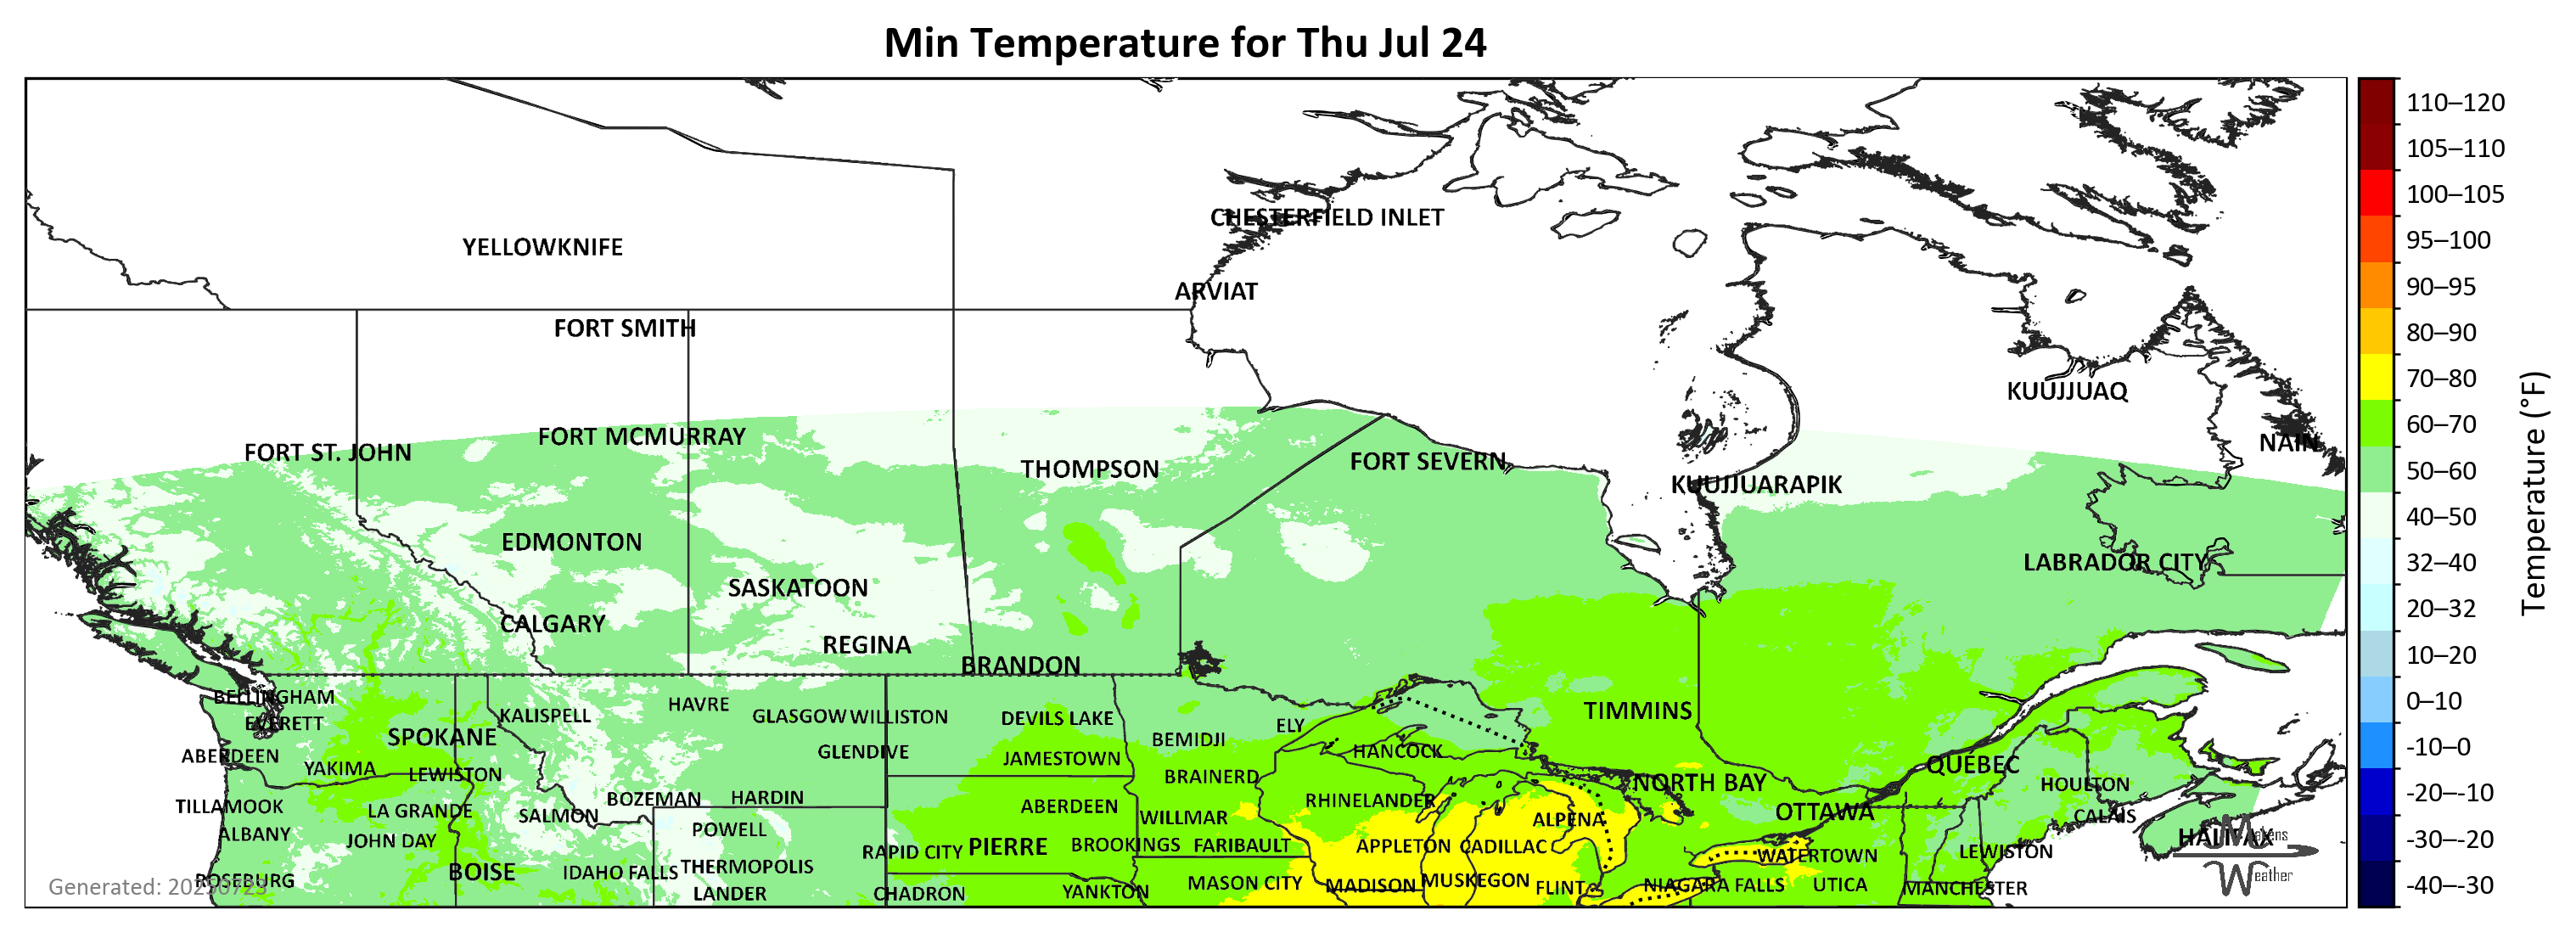 Min Temperature for Thu Jul 24
CHESTERFIELD INLET
YELLOWKNIFE
ARVIAT
FORT SMITH
KUUJJUAQ
FORT MCMURRAY
NAIN
FORT ST. JOHN
FORT SEVERN
THOMPSON
KUUJJUARAPIK
EDMONTON
LABRADOR CITY
SASKATOON
CALGARY
REGINA
BRANDON
BELLINGHAM
HAVRE
TIMMINS
KALISPELL
GLASGOW
WILLISTON
DEVILS LAKE
EVERETT
ELY
SPOKANE
BEMIDJI
HANCOCK
GLENDIVE
ABERDEEN
JAMESTOWN
QUÉBEC
YAKIMA
LEWISTON
BRAINERD
NORTH BAY
HOULTON
BOZEMAN
HARDIN
RHINELANDER
TILLAMOOK
LA GRANDE
ABERDEEN
OTTAWA
SALMON
WILLMAR
CALAIS
ALPENA
POWELL
ALBANY
HALIFAX
JOHN DAY
RAPID CITY
PIERRE
BROOKINGS
FARIBAULT
APPLETON
CADILLAC
LEWISTON
WATERTOWN
THERMOPOLIS
BOISE
IDAHO FALLS
ROSEBURG
MASON CITY
MADISON
MUSKEGON
FLINT
NIAGARA FALLS
UTICA
MANCHESTER
LANDER
CHADRON
YANKTON
Generated: 20250723
Makens
Weather
110–120
105–110
100–105
95–100
90–95
80–90
70–80
60–70
50–60
40–50
32–40
20–32
10–20
0–10
-10–0
-20–-10
-30–-20
-40–-30
Temperature (°F)